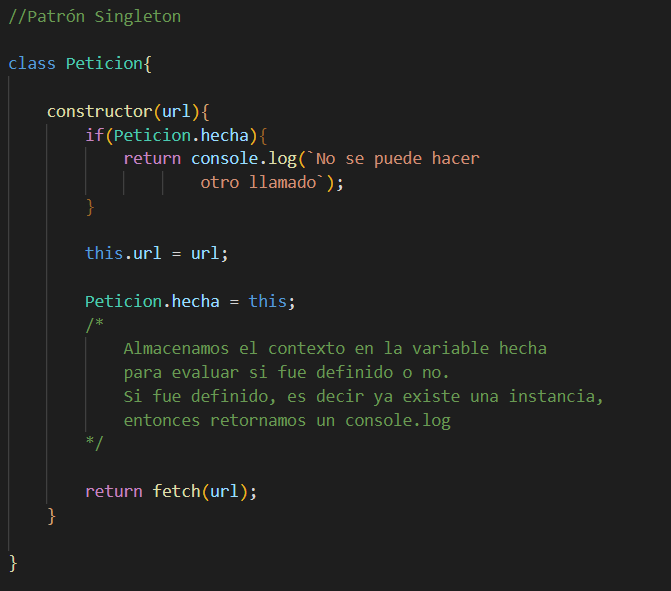 //Patrón Singleton
class Peticion{
constructor(url){
if(Peticion.hecha){
return console.log(`No se puede hacer
otro llamado`);
}
this.url = url;
Peticion.hecha = this;
/*
Almacenamos el contexto en la variable hecha
para evaluar si fue definido o no.
Si fue definido, es decir ya existe una instancia,
entonces retornamos un console.log
*/
return fetch(url);
}
}